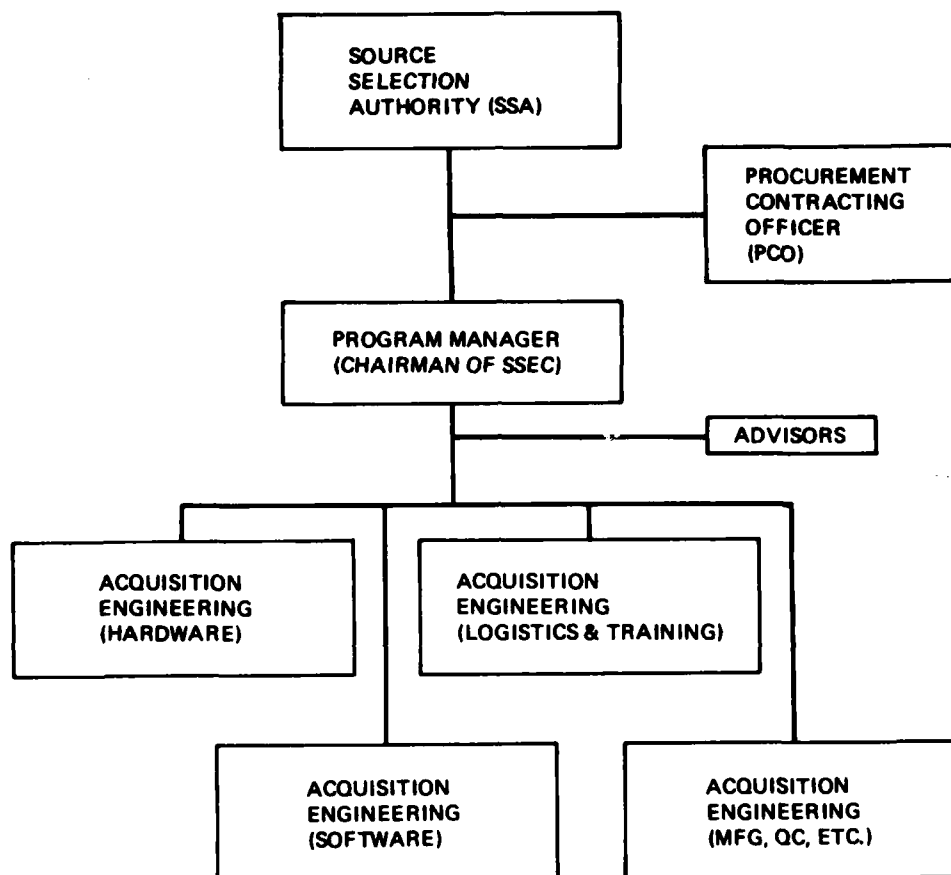 SOURCE
SELECTION
AUTHORITY (SSA)
PROCUREMENT
CONTRACTING
OFFICER
(PCO)
PROGRAM MANAGER
(CHAIRMAN OF SSEC)
ADVISORS
ACQUISITION
ENGINEERING
(HARDWARE)
ACQUISITION
ENGINEERING
(LOGISTICS & TRAINING)
ACQUISITION
ENGINEERING
(SOFTWARE)
ACQUISITION
ENGINEERING
(MFG, QC, ETC.)